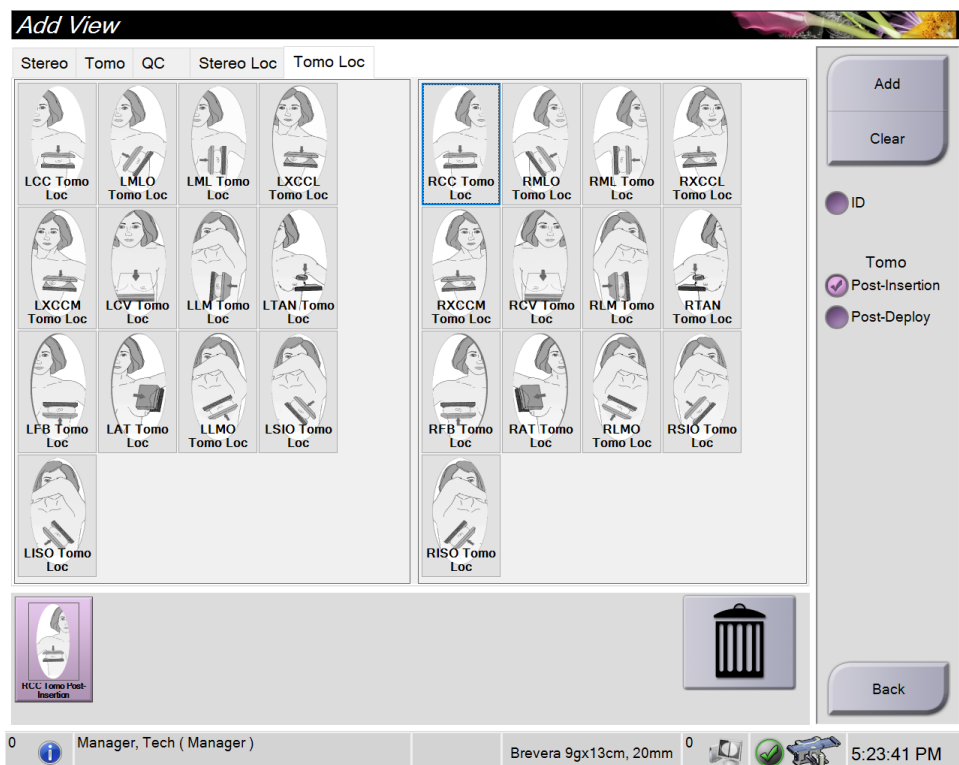 Add View
Stereo Tomo QC Stereo Loc Tomo Loc
LCC Tomo
Loc
LMLO
Tomo Loc
LML Tomo
Loc
LXCCL
Tomo Loc
RCC Tomo
Loc
RMLO
Tomo Loc
RML Tomo
Loc
RXCCL
Tomo Loc
LXCCM
Tomo Loc
LCV Tomo
Loc
LLM Tomo
Loc
LTAN Tomo
Loc
RXCCM
Tomo Loc
RCV Tomo
Loc
RLM Tomo
Loc
RTAN
Tomo Loc
LFB Tomo
Loc
LAT Tomo
Loc
LLMO
Tomo Loc
LSIO Tomo
Loc
RFB Tomo
Loc
RAT Tomo
Loc
RLMO
Tomo Loc
RSIO Tomo
Loc
LISO Tomo
Loc
RISO Tomo
Loc
Add
Clear
ID
Tomo
Post-Insertion
Post-Deploy
RCC Tomo Post-
Insertion
Back
0
i
Manager, Tech ( Manager )
Brevera 9gx13cm, 20mm
0
5:23:41 PM